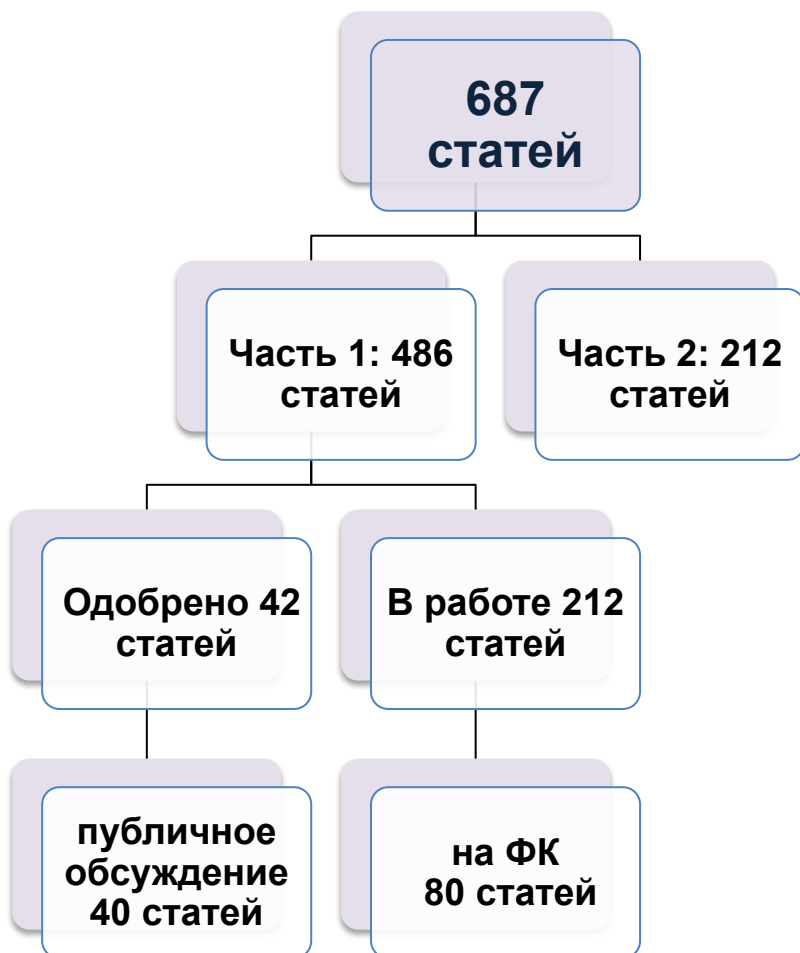 687
статей
Часть 1: 486
статей
Часть 2: 212
статей
Одобрено 42
статей
В работе 212
статей
публичное
обсуждение
40 статей
на ФК
80 статей